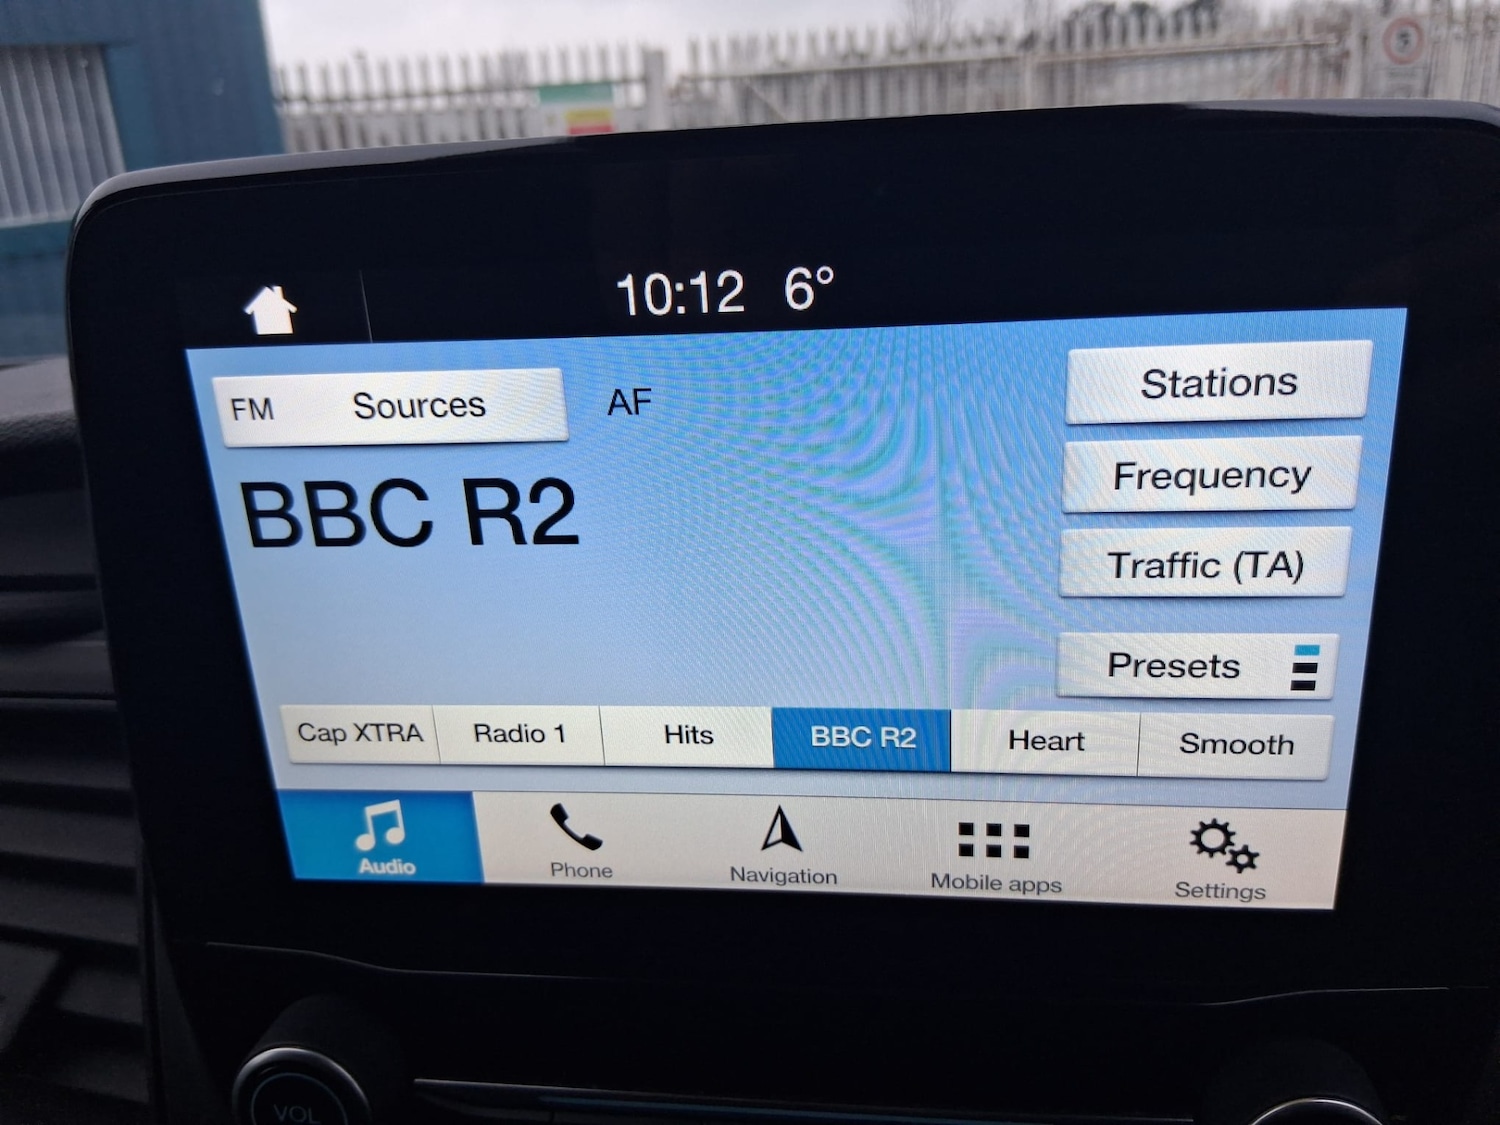 10:12 6°
FM Sources AF
Stations
Frequency
BBC R2
Traffic (TA)
Presets
Cap XTRA Radio 1 Hits BBC R2 Heart Smooth
Audio Phone Navigation Mobile apps Settings
VOL